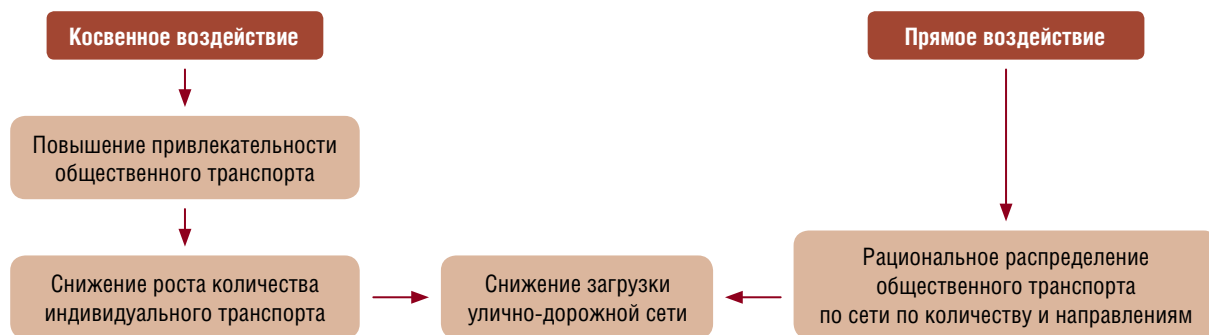 Косвенное воздействие
Прямое воздействие
Повышение привлекательности
общественного транспорта
Снижение роста количества
индивидуального транспорта
Снижение загрузки
улично-дорожной сети
Рациональное распределение
общественного транспорта
по сети по количеству и направлениям